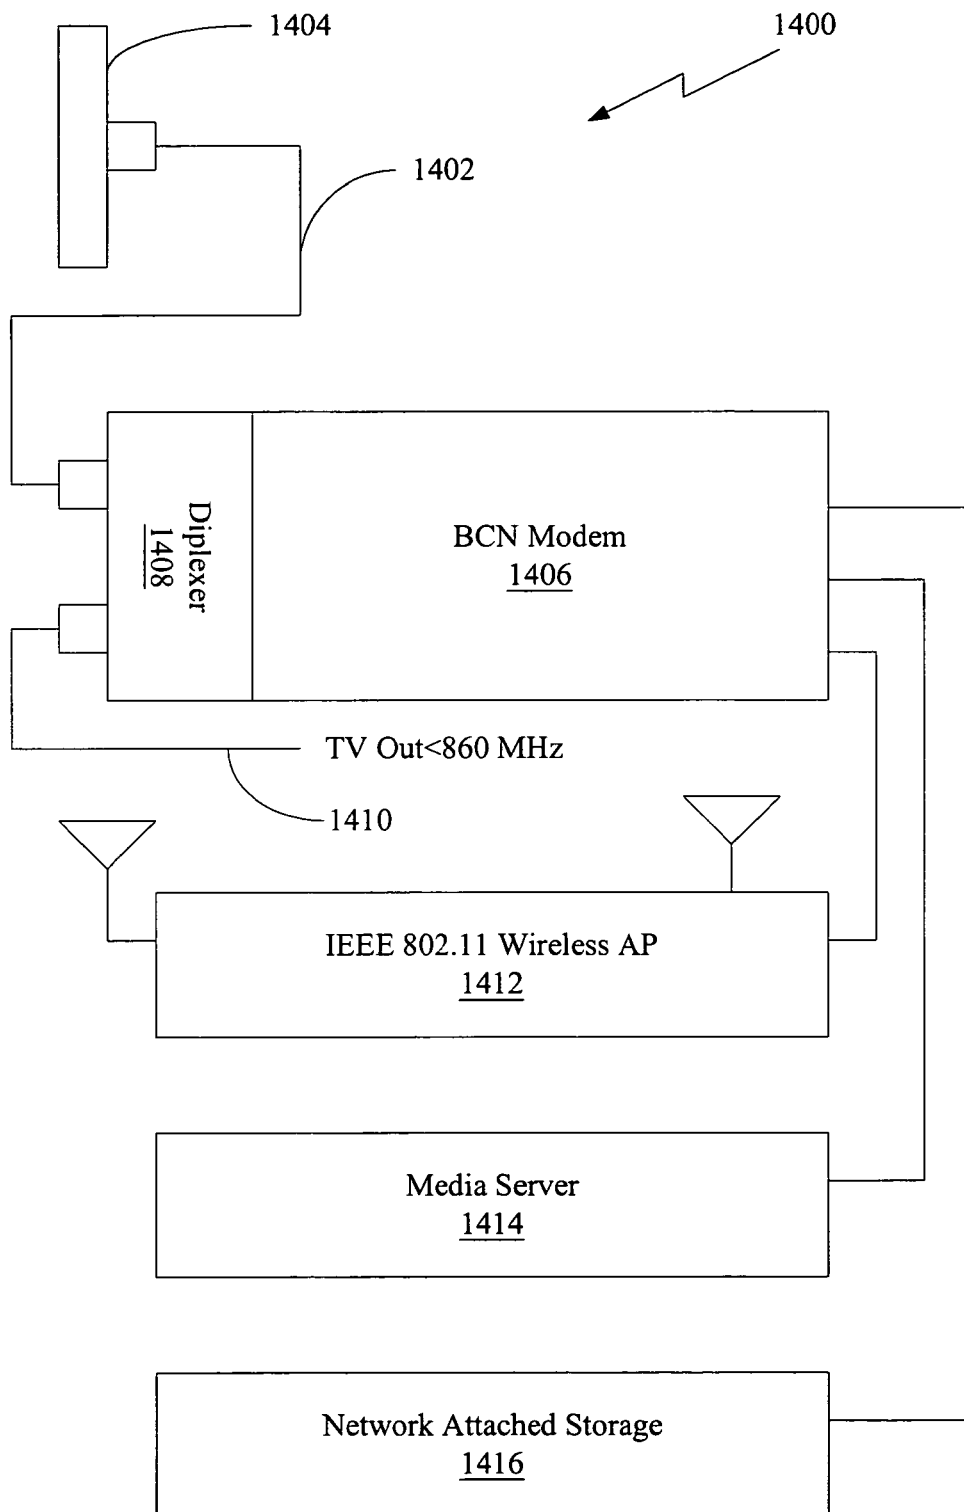 1404
1400
1402
Diplexer
1408
BCN Modem
1406
TV Out<860 MHz
1410
IEEE 802.11 Wireless AP
1412
Media Server
1414
Network Attached Storage
1416